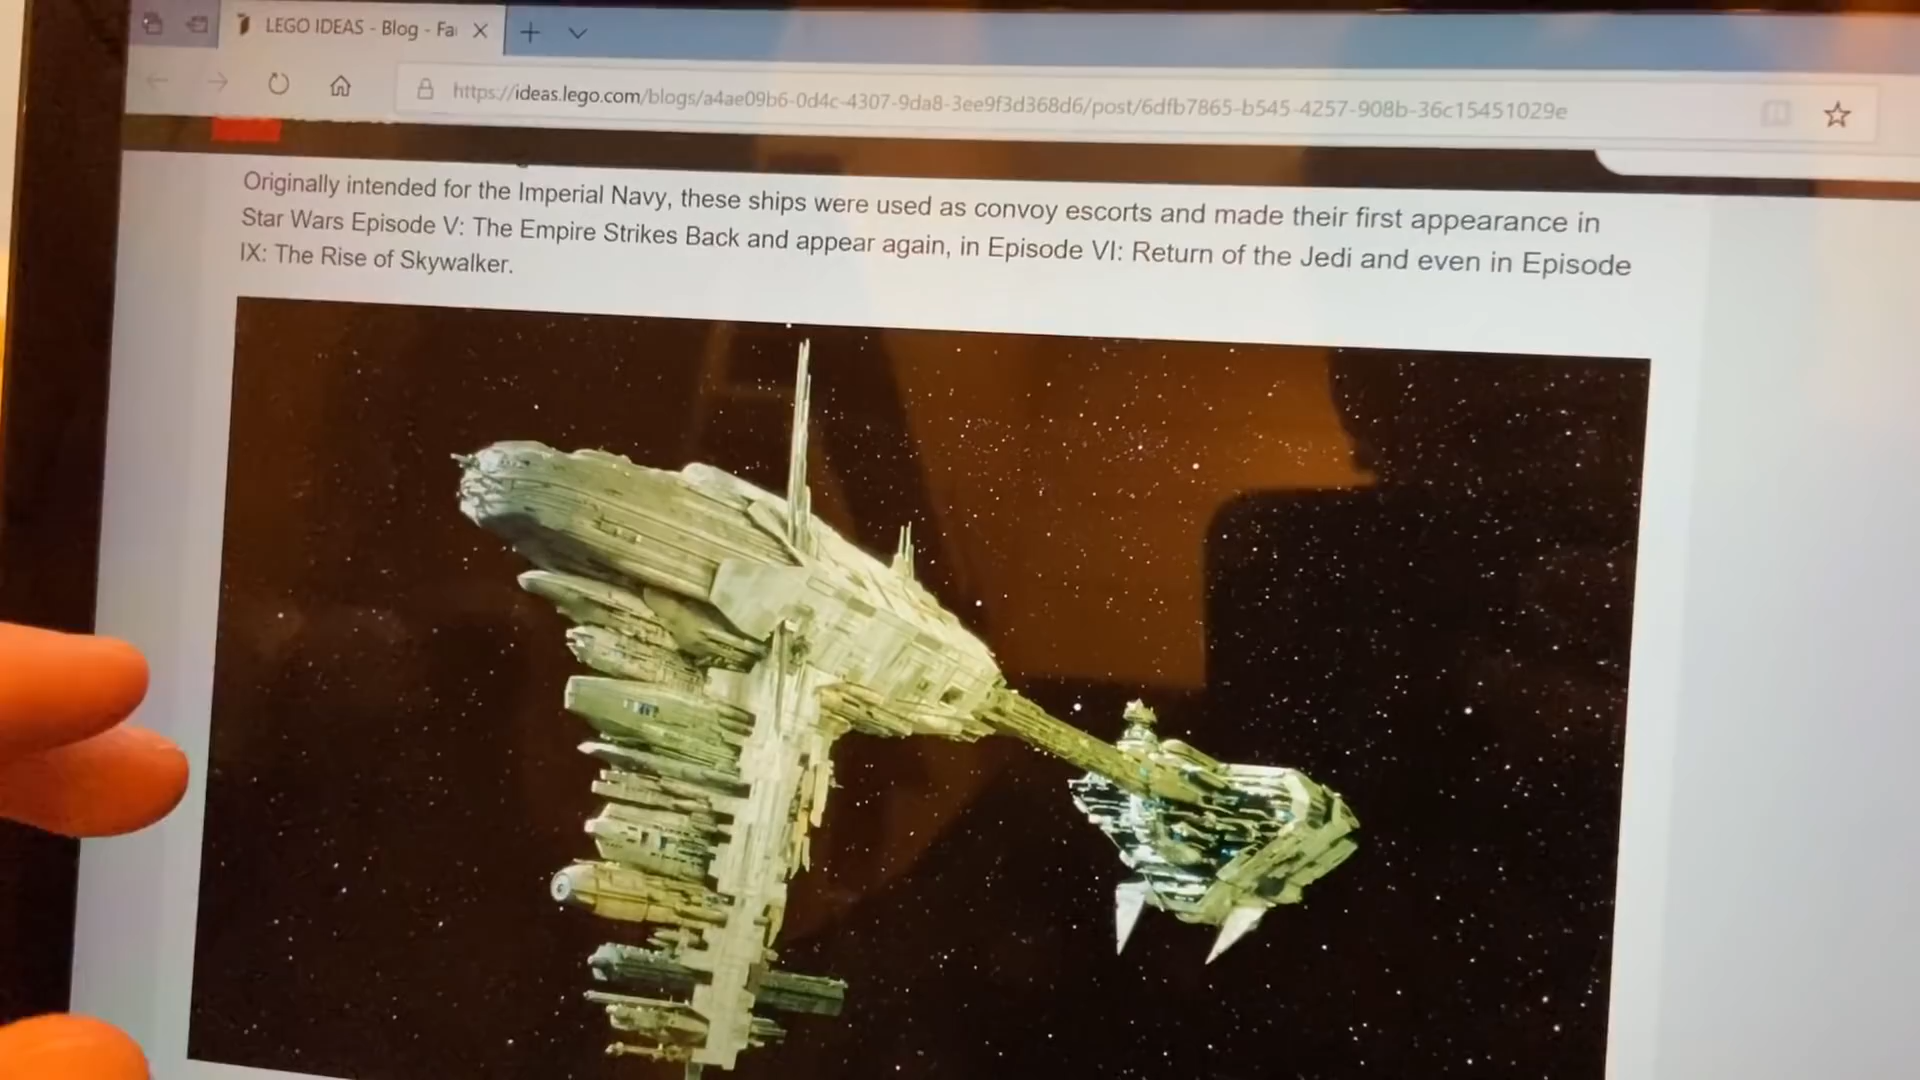 LEGO IDEAS - Blog - Fa
https://ideas.lego.com/blogs/a4ae09b6-0d4c-4307-9da8-3ee9f3d368d6/post/6dfb7865-b545-4257-908b-36c15451029e
Originally intended for the Imperial Navy, these ships were used as convoy escorts and made their first appearance in
Star Wars Episode V: The Empire Strikes Back and appear again, in Episode VI: Return of the Jedi and even in Episode
IX: The Rise of Skywalker.